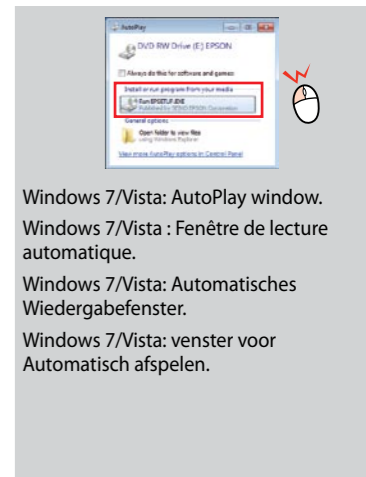 AutoPlay
DVD RW Drive (E:) EPSON
Always do this for software and games:
Install or run program from your media
Run EPSETUP.EXE
Published by SEIKO EPSON Corporation
General options
Open folder to view files
using Windows Explorer
View more AutoPlay options in Control Panel
Windows 7/Vista: AutoPlay window.
Windows 7/Vista : Fenêtre de lecture
automatique.
Windows 7/Vista: Automatisches
Wiedergabefenster.
Windows 7/Vista: venster voor
Automatisch afspelen.